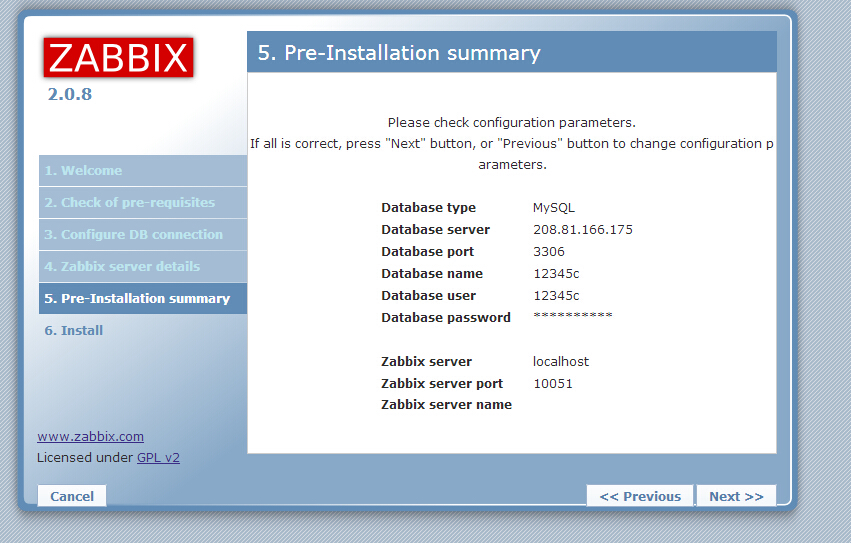 ZABBIX
2.0.8
1. Welcome
2. Check of pre-requisites
3. Configure DB connection
4. Zabbix server details
5. Pre-Installation summary
6. Install
www.zabbix.com
Licensed under GPL v2
5. Pre-Installation summary
Please check configuration parameters.
If all is correct, press "Next" button, or "Previous" button to change configuration p
arameters.
Database type MySQL
Database server 208.81.166.175
Database port 3306
Database name 12345c
Database user 12345c
Database password **********
Zabbix server localhost
Zabbix server port 10051
Zabbix server name
Cancel
<< Previous
Next >>